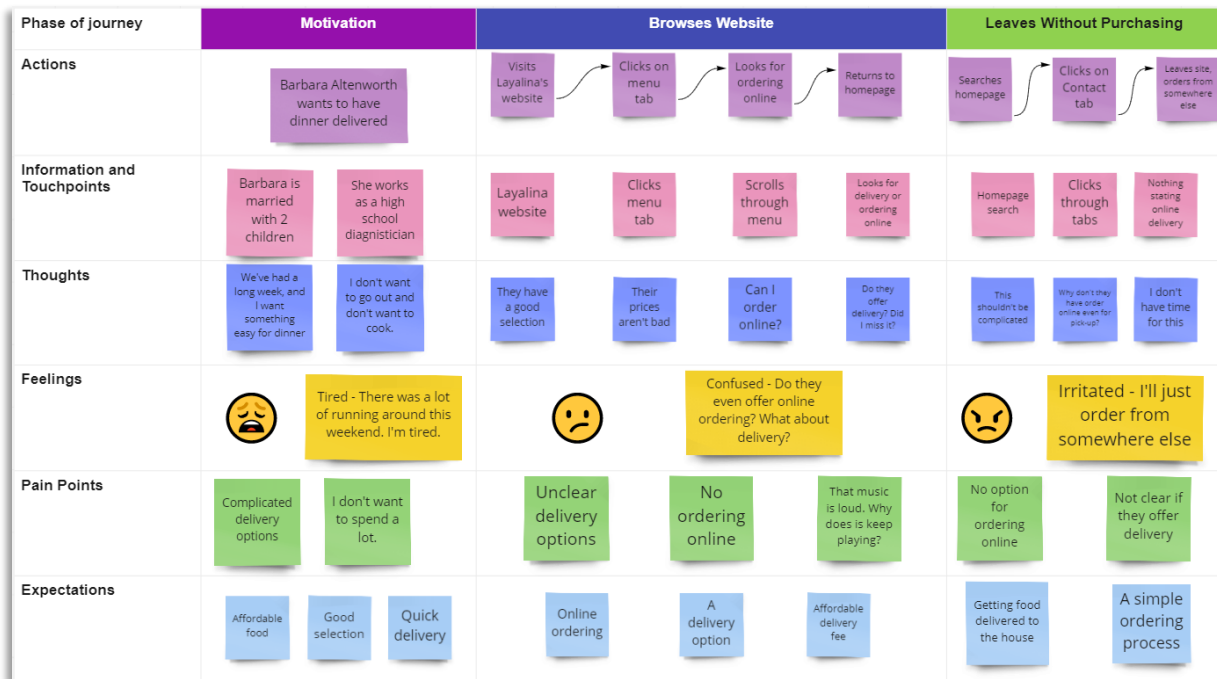 Phase of journey
Motivation
Browses Website
Leaves Without Purchasing
Actions
Barbara Altenworth
wants to have
dinner delivered
Visits
Layalina's
website
Clicks on
menu
tab
Looks for
ordering
online
Returns to
homepage
Searches
homepage
Clicks on
Contact
tab
Leaves site,
orders from
somewhere
else
Information and
Touchpoints
Barbara is
married
with 2
children
She works
as a high
school
diagnistician
Layalina
website
Clicks
menu
tab
Scrolls
through
menu
Looks for
delivery or
ordering
online
Homepage
search
Clicks
through
tabs
Nothing
stating
online
delivery
Thoughts
We've had a
long week, and
I want
something
easy for dinner
I don't want
to go out and
don't want to
cook.
They have
a good
selection
Their
prices
aren't bad
Can I
order
online?
Do they
offer
delivery? Did
I miss it?
This
shouldn't be
complicated
Why don't they
have order
online even for
pick-up?
I don't
have time
for this
Feelings
Tired - There was a lot
of running around this
weekend. I'm tired.
Confused - Do they
even offer online
ordering? What about
delivery?
Irritated - I'll just
order from
somewhere else
Pain Points
Complicated
delivery
options
I don't want
to spend a
lot.
Unclear
delivery
options
No
ordering
online
That music
is loud. Why
does is keep
playing?
No option
for
ordering
online
Not clear if
they offer
delivery
Expectations
Affordable
food
Good
selection
Quick
delivery
Online
ordering
A
delivery
option
Affordable
delivery
fee
Getting food
delivered to
the house
A simple
ordering
process